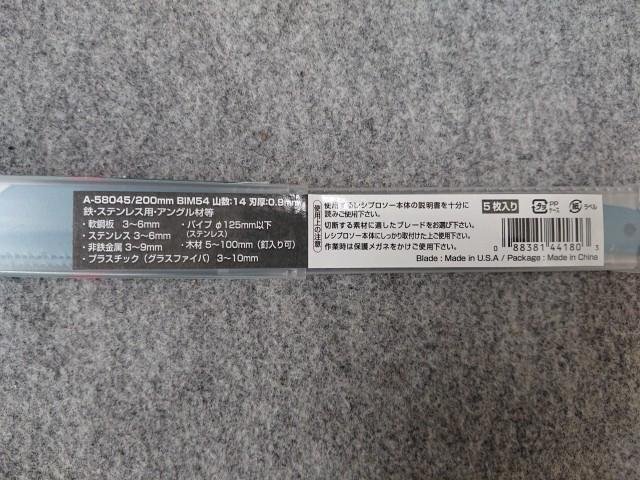 A-58045/200mm BIM54 山数:14 刃厚:0.9mm
鉄・ステンレス用・アングル材等
・軟鋼板 3〜6mm ・パイプ φ125mm以下
・ステンレス 3〜6mm (ステンレス)
・非鉄金属 3〜9mm ・木材 5〜100mm (釘入り可)
・プラスチック (グラスファイバ) 3〜10mm
使用上の注意
使用するレシプロソー本体の説明書を十分に
読みご使用下さい。
切断する素材に適したブレードをお選び下さい。
レシプロソー本体にしっかり取付けた上ご使用下さい。
作業時は保護メガネをかけご使用下さい。
5枚入り
プラ PP
ケース
紙 ラベル
0 88381 44180 3
Blade : Made in U.S.A / Package : Made in China